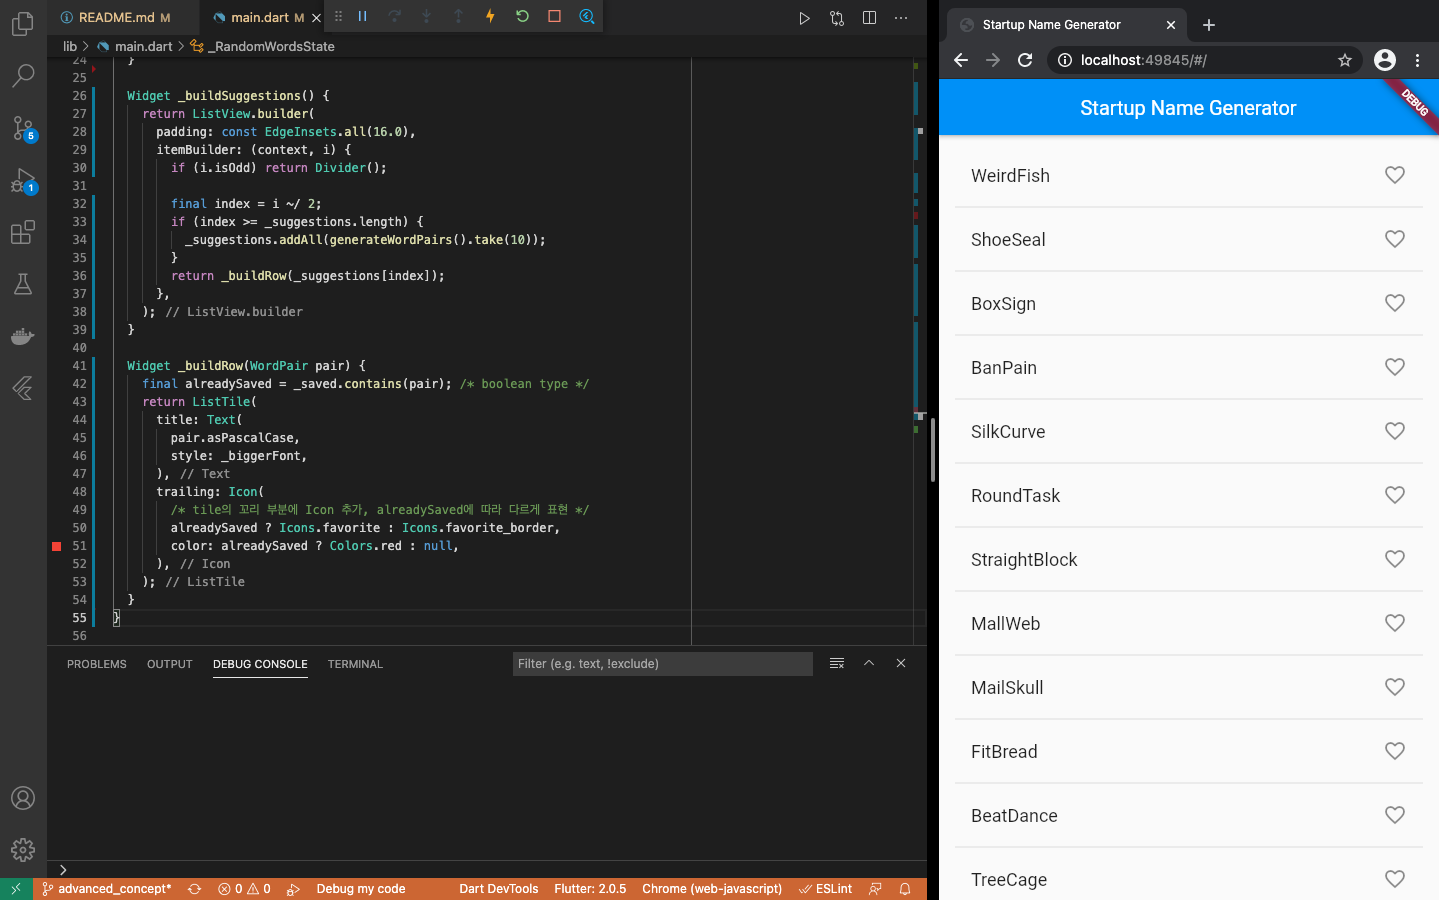 README.md M
main.dart M
lib > main.dart > _RandomWordsState
24 }
25
26 Widget _buildSuggestions() {
27 return ListView.builder(
28 padding: const EdgeInsets.all(16.0),
29 itemBuilder: (context, i) {
30 if (i.isOdd) return Divider();
31
32 final index = i ~/ 2;
33 if (index >= _suggestions.length) {
34 _suggestions.addAll(generateWordPairs().take(10));
35 }
36 return _buildRow(_suggestions[index]);
37 },
38 ); // ListView.builder
39 }
40
41 Widget _buildRow(WordPair pair) {
42 final alreadySaved = _saved.contains(pair); /* boolean type */
43 return ListTile(
44 title: Text(
45 pair.asPascalCase,
46 style: _biggerFont,
47 ), // Text
48 trailing: Icon(
49 /* tile의 꼬리 부분에 Icon 추가, alreadySaved에 따라 다르게 표현 */
50 alreadySaved ? Icons.favorite : Icons.favorite_border,
51 color: alreadySaved ? Colors.red : null,
52 ), // Icon
53 ); // ListTile
54 }
55 }
56
5
1
PROBLEMS OUTPUT DEBUG CONSOLE TERMINAL Filter (e.g. text, !exclude)
advanced_concept* 0 0 Debug my code Dart DevTools Flutter: 2.0.5 Chrome (web-javascript) ESLint
Startup Name Generator
localhost:49845/#/
Startup Name Generator
DEBUG
WeirdFish
ShoeSeal
BoxSign
BanPain
SilkCurve
RoundTask
StraightBlock
MallWeb
MailSkull
FitBread
BeatDance
TreeCage